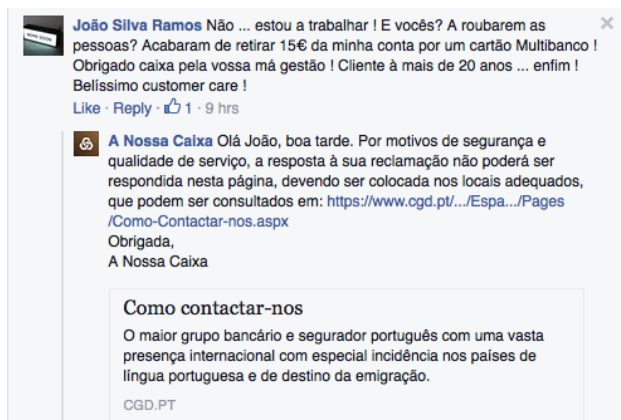 João Silva Ramos Não ... estou a trabalhar ! E vocês? A roubarem as
pessoas? Acabaram de retirar 15€ da minha conta por um cartão Multibanco !
Obrigado caixa pela vossa má gestão ! Cliente à mais de 20 anos ... enfim !
Belíssimo customer care !
Like · Reply · 1 · 9 hrs
A Nossa Caixa Olá João, boa tarde. Por motivos de segurança e
qualidade de serviço, a resposta à sua reclamação não poderá ser
respondida nesta página, devendo ser colocada nos locais adequados,
que podem ser consultados em: https://www.cgd.pt/.../Espa.../Pages
/Como-Contactar-nos.aspx
Obrigada,
A Nossa Caixa
Como contactar-nos
O maior grupo bancário e segurador português com uma vasta
presença internacional com especial incidência nos países de
língua portuguesa e de destino da emigração.
CGD.PT